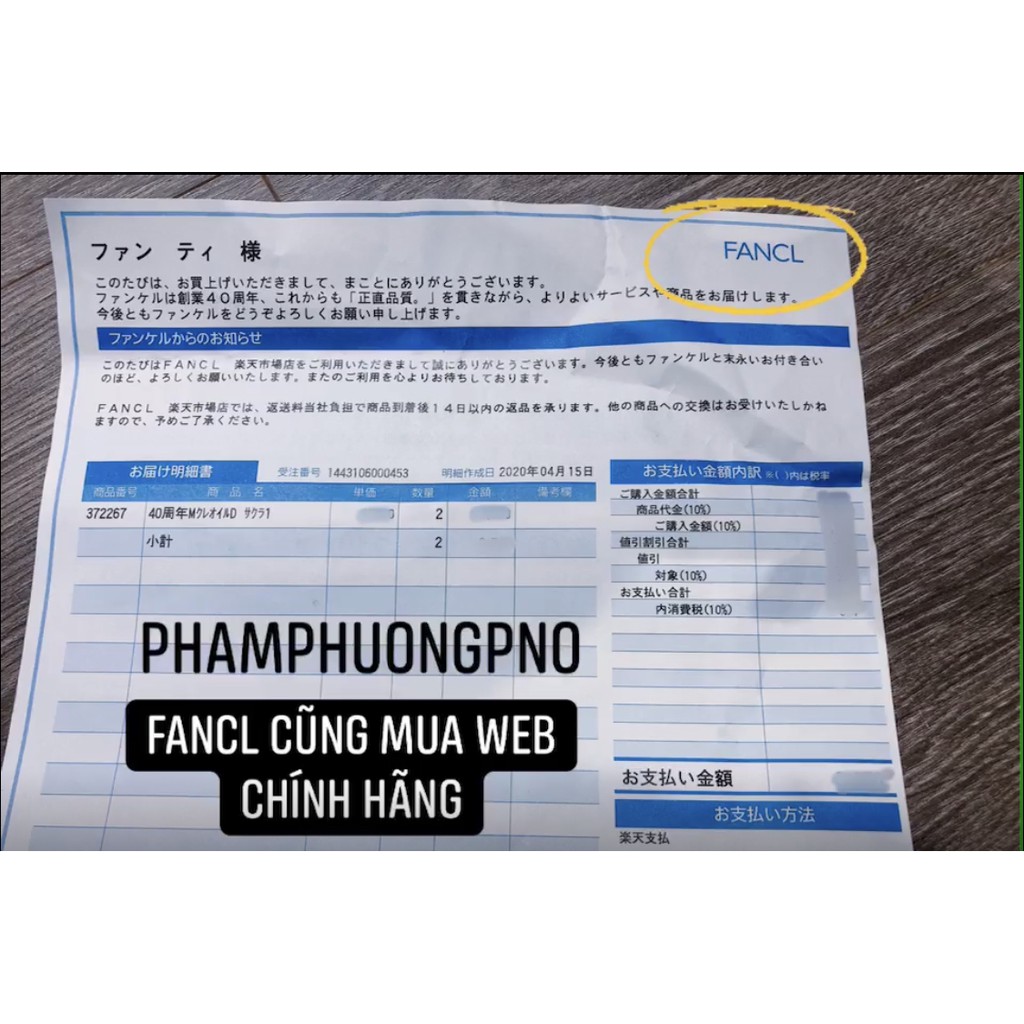 ファン ティ 様
FANCL
このたびは、お買上げいただきまして、まことにありがとうございます。
ファンケルは創業40周年、これからも「正直品質。」を貫きながら、よりよいサービスや商品をお届けします。
今後ともファンケルをどうぞよろしくお願い申し上げます。
ファンケルからのお知らせ
このたびはFANCL 楽天市場店をご利用いただきまして誠にありがとうございます。今後ともファンケルと末永いお付き合い
のほど、よろしくお願いいたします。またのご利用を心よりお待ちしております。
FANCL 楽天市場店では、返送料当社負担で商品到着後14日以内の返品を承ります。他の商品への交換はお受けいたしかね
ますので、予めご了承ください。
お届け明細書 受注番号 1443106000453 明細作成日 2020年04月15日
商品番号 商品名 単価 数量 金額 備考欄
372267 40周年MクレオイルD サクラ1 2
小計 2
お支払い金額内訳 ※( )内は税率
ご購入金額合計
商品代金(10%)
ご購入金額(10%)
値引割引合計
値引
対象(10%)
お支払い合計
内消費税(10%)
お支払い金額
お支払い方法
楽天支払
PHAMPHUONGPNO
FANCL CŨNG MUA WEB
CHÍNH HÃNG